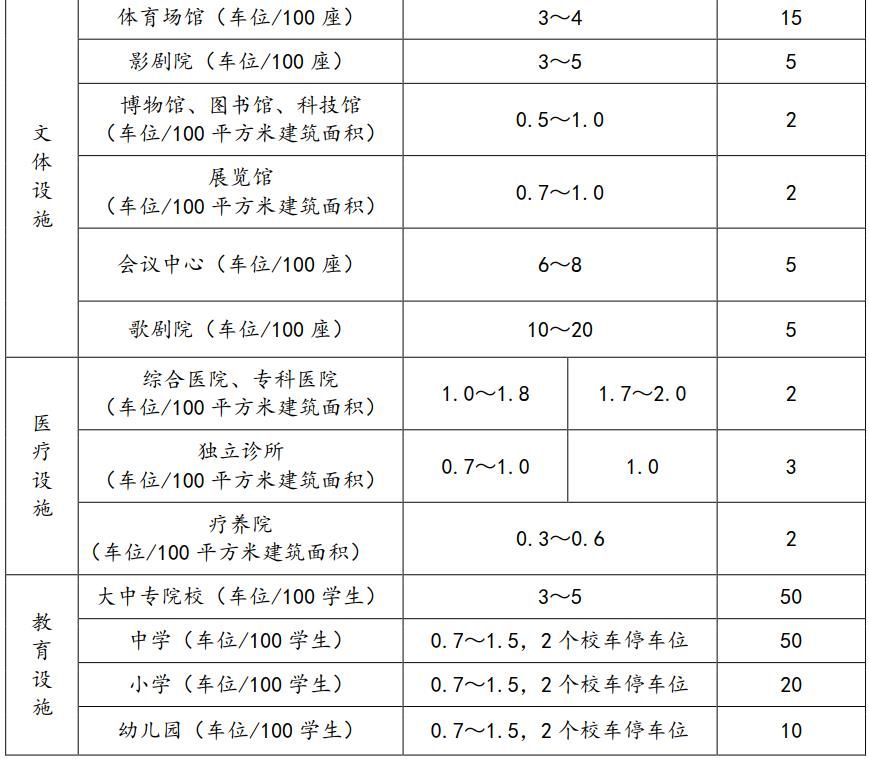 体育场馆（车位/100 座） 3～4 15
影剧院（车位/100 座） 3～5 5
文体设施
博物馆、图书馆、科技馆
（车位/100 平方米建筑面积） 0.5～1.0 2
展览馆
（车位/100 平方米建筑面积） 0.7～1.0 2
会议中心（车位/100 座） 6～8 5
歌剧院（车位/100 座） 10～20 5
医疗设施
综合医院、专科医院
（车位/100 平方米建筑面积） 1.0～1.8 1.7～2.0 2
独立诊所
（车位/100 平方米建筑面积） 0.7～1.0 1.0 3
疗养院
（车位/100 平方米建筑面积） 0.3～0.6 2
教育设施
大中专院校（车位/100 学生） 3～5 50
中学（车位/100 学生） 0.7～1.5，2 个校车停车位 50
小学（车位/100 学生） 0.7～1.5，2 个校车停车位 20
幼儿园（车位/100 学生） 0.7～1.5，2 个校车停车位 10